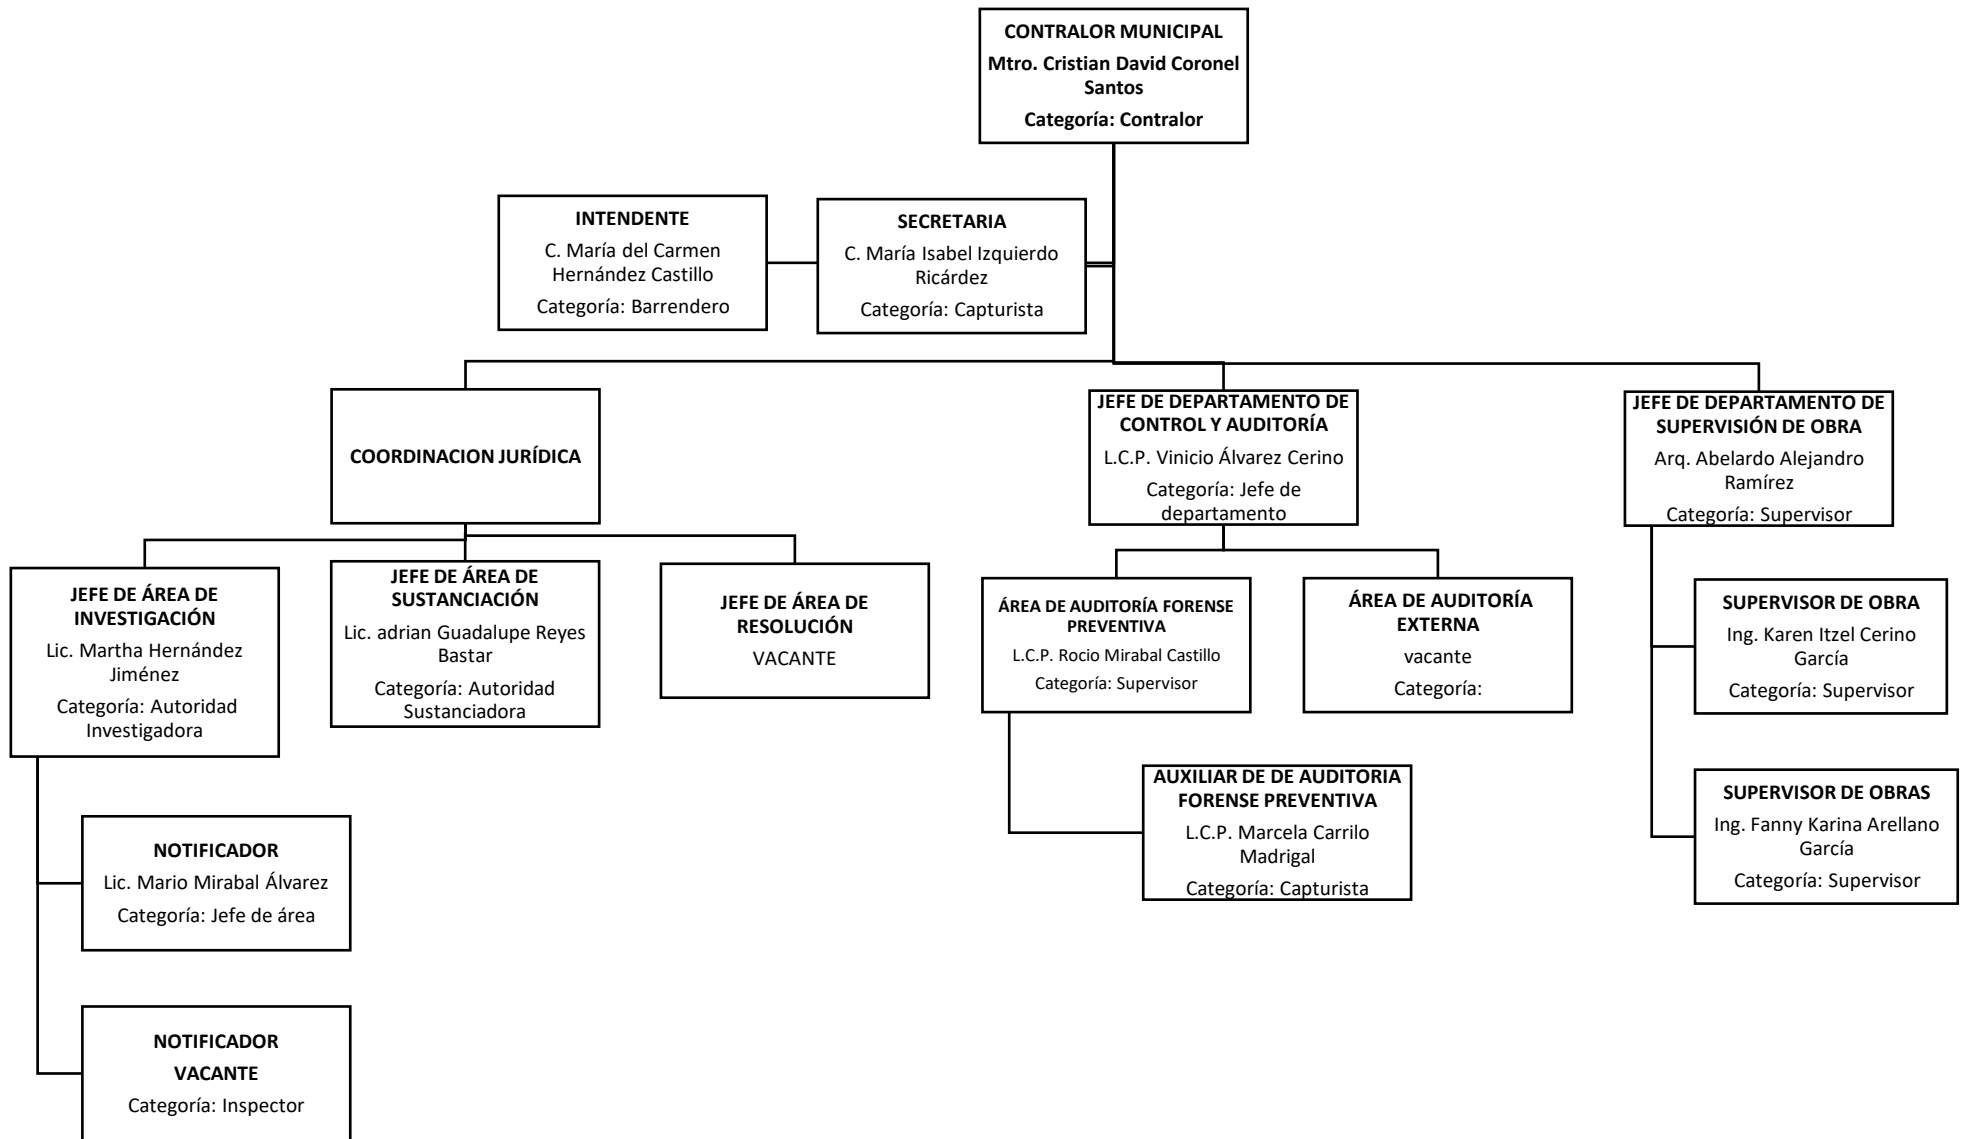 CONTRALOR MUNICIPAL
Mtro. Cristian David Coronel
Santos
Categoría: Contralor
INTENDENTE
C. María del Carmen
Hernández Castillo
Categoría: Barrendero
SECRETARIA
C. María Isabel Izquierdo
Ricárdez
Categoría: Capturista
COORDINACION JURÍDICA
JEFE DE DEPARTAMENTO DE
CONTROL Y AUDITORÍA
L.C.P. Vinicio Álvarez Cerino
Categoría: Jefe de
departamento
JEFE DE DEPARTAMENTO DE
SUPERVISIÓN DE OBRA
Arq. Abelardo Alejandro
Ramírez
Categoría: Supervisor
JEFE DE ÁREA DE
INVESTIGACIÓN
Lic. Martha Hernández
Jiménez
Categoría: Autoridad
Investigadora
JEFE DE ÁREA DE
SUSTANCIACIÓN
Lic. adrian Guadalupe Reyes
Bastar
Categoría: Autoridad
Sustanciadora
JEFE DE ÁREA DE
RESOLUCIÓN
VACANTE
ÁREA DE AUDITORÍA FORENSE
PREVENTIVA
L.C.P. Rocio Mirabal Castillo
Categoría: Supervisor
ÁREA DE AUDITORÍA
EXTERNA
vacante
Categoría:
SUPERVISOR DE OBRA
Ing. Karen Itzel Cerino
García
Categoría: Supervisor
AUXILIAR DE DE AUDITORIA
FORENSE PREVENTIVA
L.C.P. Marcela Carrilo
Madrigal
Categoría: Capturista
SUPERVISOR DE OBRAS
Ing. Fanny Karina Arellano
García
Categoría: Supervisor
NOTIFICADOR
Lic. Mario Mirabal Álvarez
Categoría: Jefe de área
NOTIFICADOR
VACANTE
Categoría: Inspector